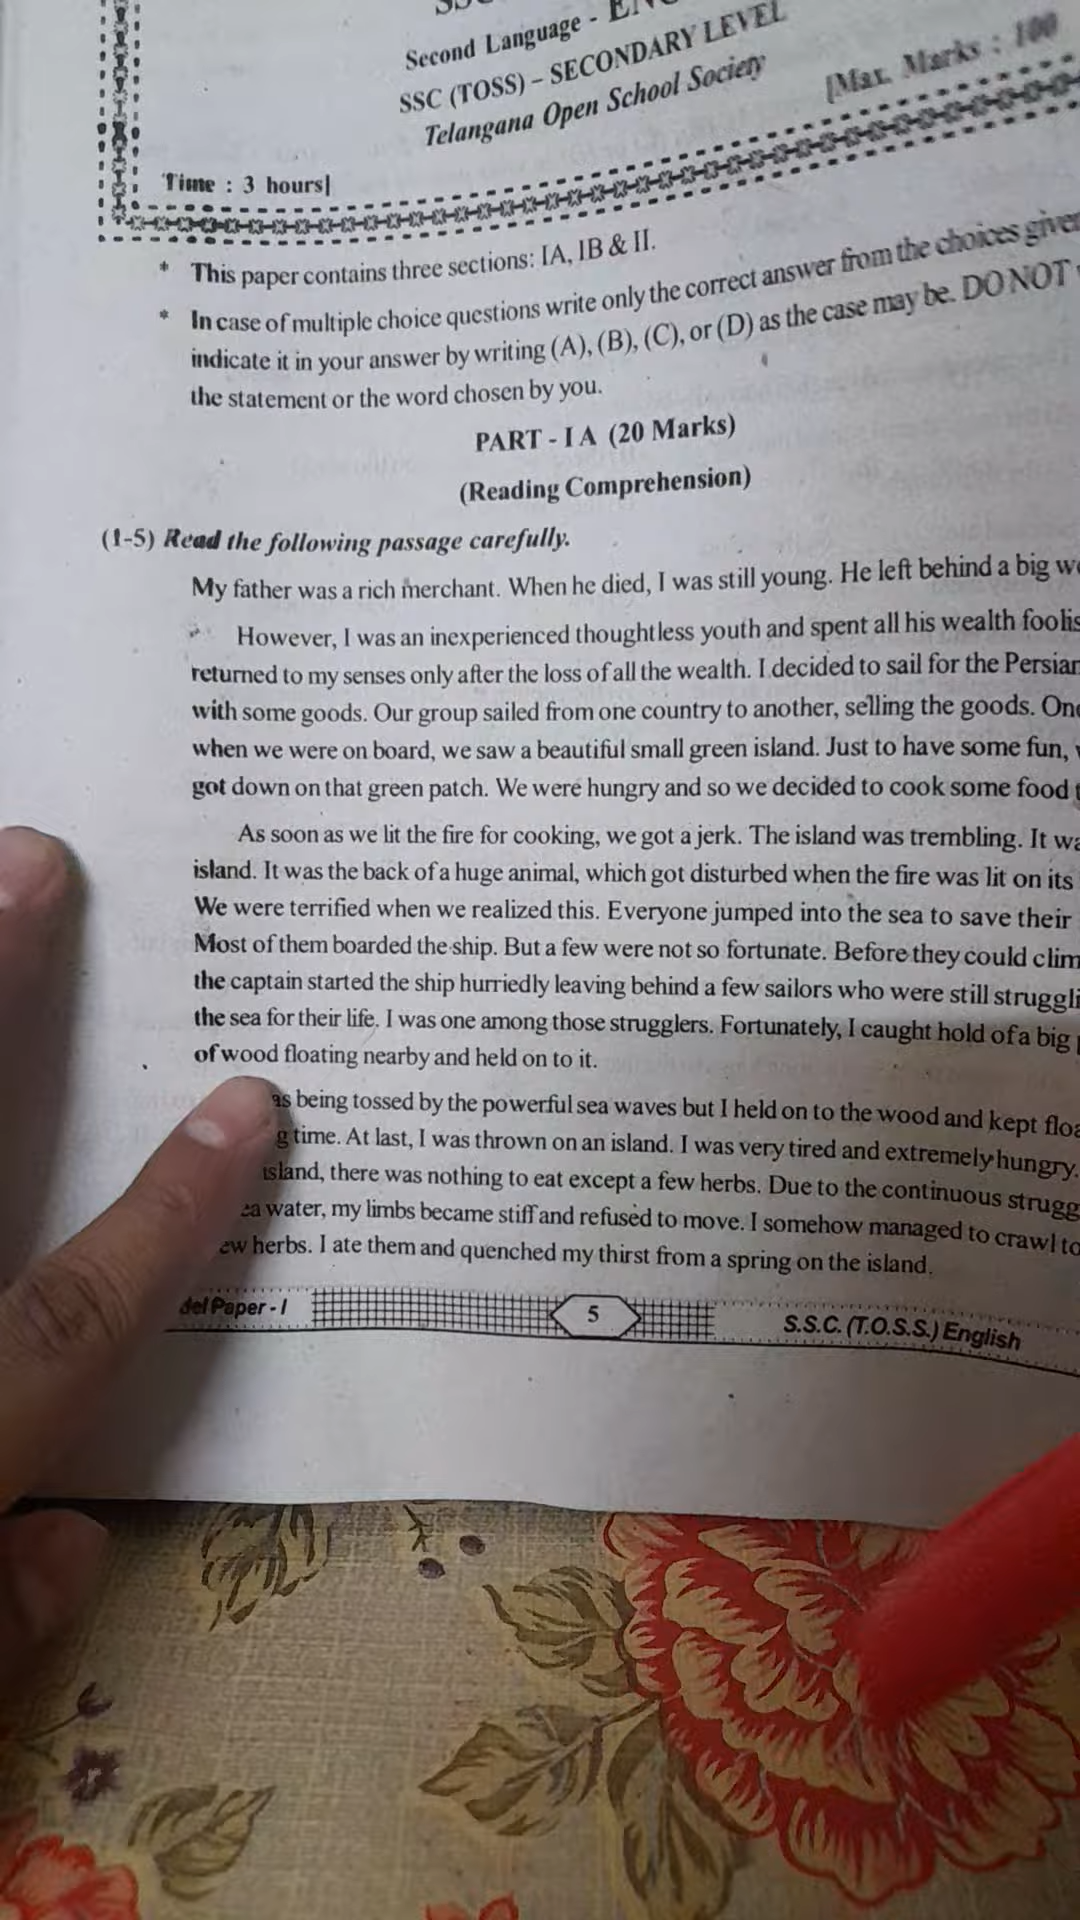 Second Language -
SSC (TOSS) – SECONDARY LEVEL
Telangana Open School Society
[Max. Marks : 100
Time : 3 hours]
* This paper contains three sections: IA, IB & II.
* In case of multiple choice questions write only the correct answer from the choices given
indicate it in your answer by writing (A), (B), (C), or (D) as the case may be. DO NOT
the statement or the word chosen by you.
PART - I A (20 Marks)
(Reading Comprehension)
(1-5) Read the following passage carefully.
My father was a rich merchant. When he died, I was still young. He left behind a big
However, I was an inexperienced thoughtless youth and spent all his wealth
returned to my senses only after the loss of all the wealth. I decided to sail for the Persian
with some goods. Our group sailed from one country to another, selling the goods.
when we were on board, we saw a beautiful small green island. Just to have some fun,
got down on that green patch. We were hungry and so we decided to cook some food
As soon as we lit the fire for cooking, we got a jerk. The island was trembling. It
island. It was the back of a huge animal, which got disturbed when the fire was lit on its
We were terrified when we realized this. Everyone jumped into the sea to save their
Most of them boarded the ship. But a few were not so fortunate. Before they could
the captain started the ship hurriedly leaving behind a few sailors who were still
the sea for their life. I was one among those strugglers. Fortunately, I caught hold of a big
of wood floating nearby and held on to it.
as being tossed by the powerful sea waves but I held on to the wood and kept
g time. At last, I was thrown on an island. I was very tired and extremely hungry.
island, there was nothing to eat except a few herbs. Due to the continuous
water, my limbs became stiff and refused to move. I somehow managed to crawl to
ew herbs. I ate them and quenched my thirst from a spring on the island.
del Paper - I
5
S.S.C. (T.O.S.S.) English